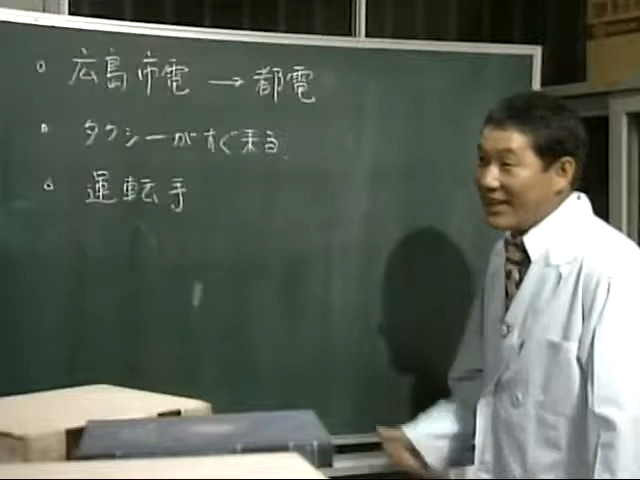 ○ 広島市電→都電
○ タクシーがすぐ来る
○ 運転手